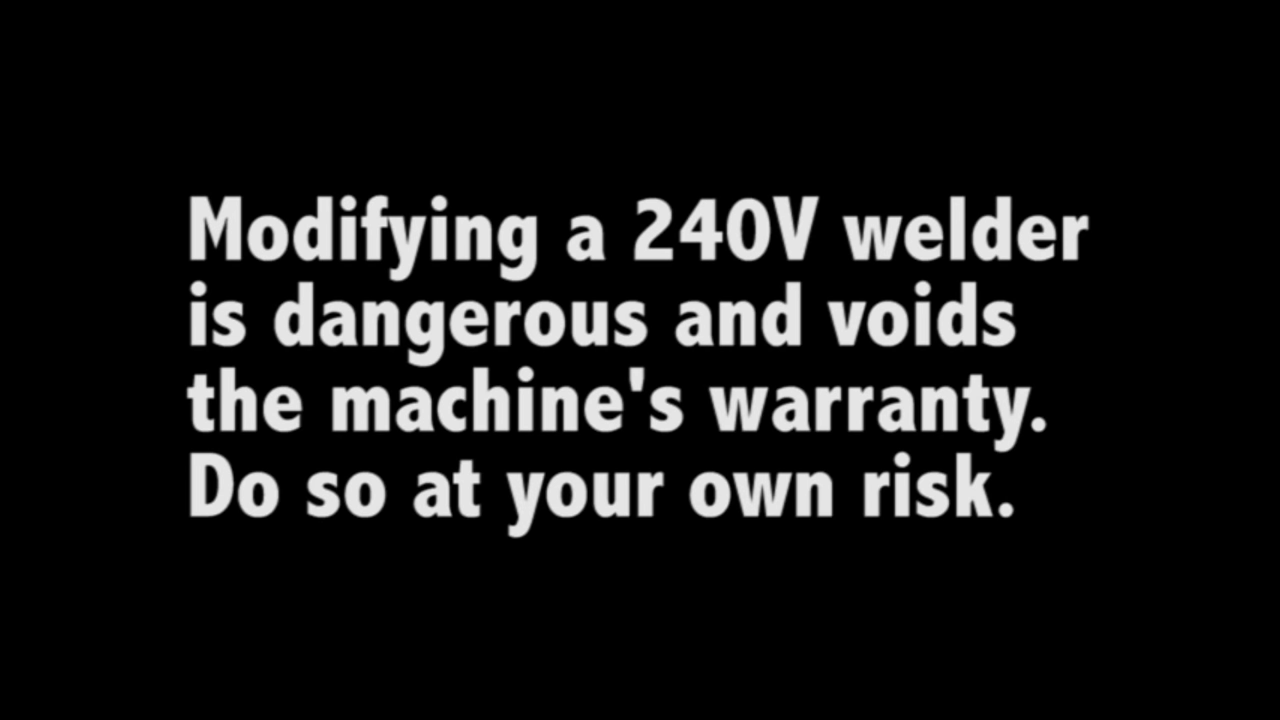 Modifying a 240V welder
is dangerous and voids
the machine's warranty.
Do so at your own risk.